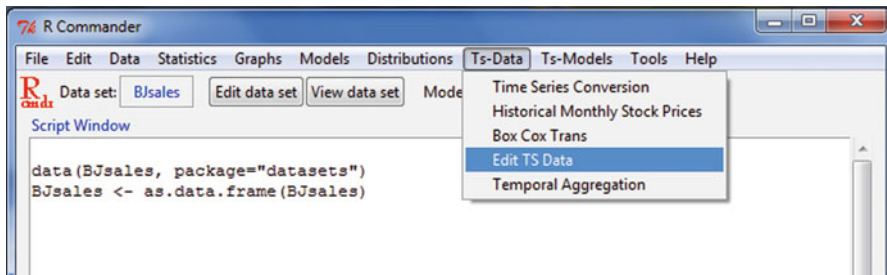 R Commander
File Edit Data Statistics Graphs Models Distributions Ts-Data Ts-Models Tools Help
R cmdr Data set: BJsales Edit data set View data set Mode
Time Series Conversion
Historical Monthly Stock Prices
Box Cox Trans
Edit TS Data
Temporal Aggregation
Script Window
data(BJsales, package="datasets")
BJsales <- as.data.frame(BJsales)